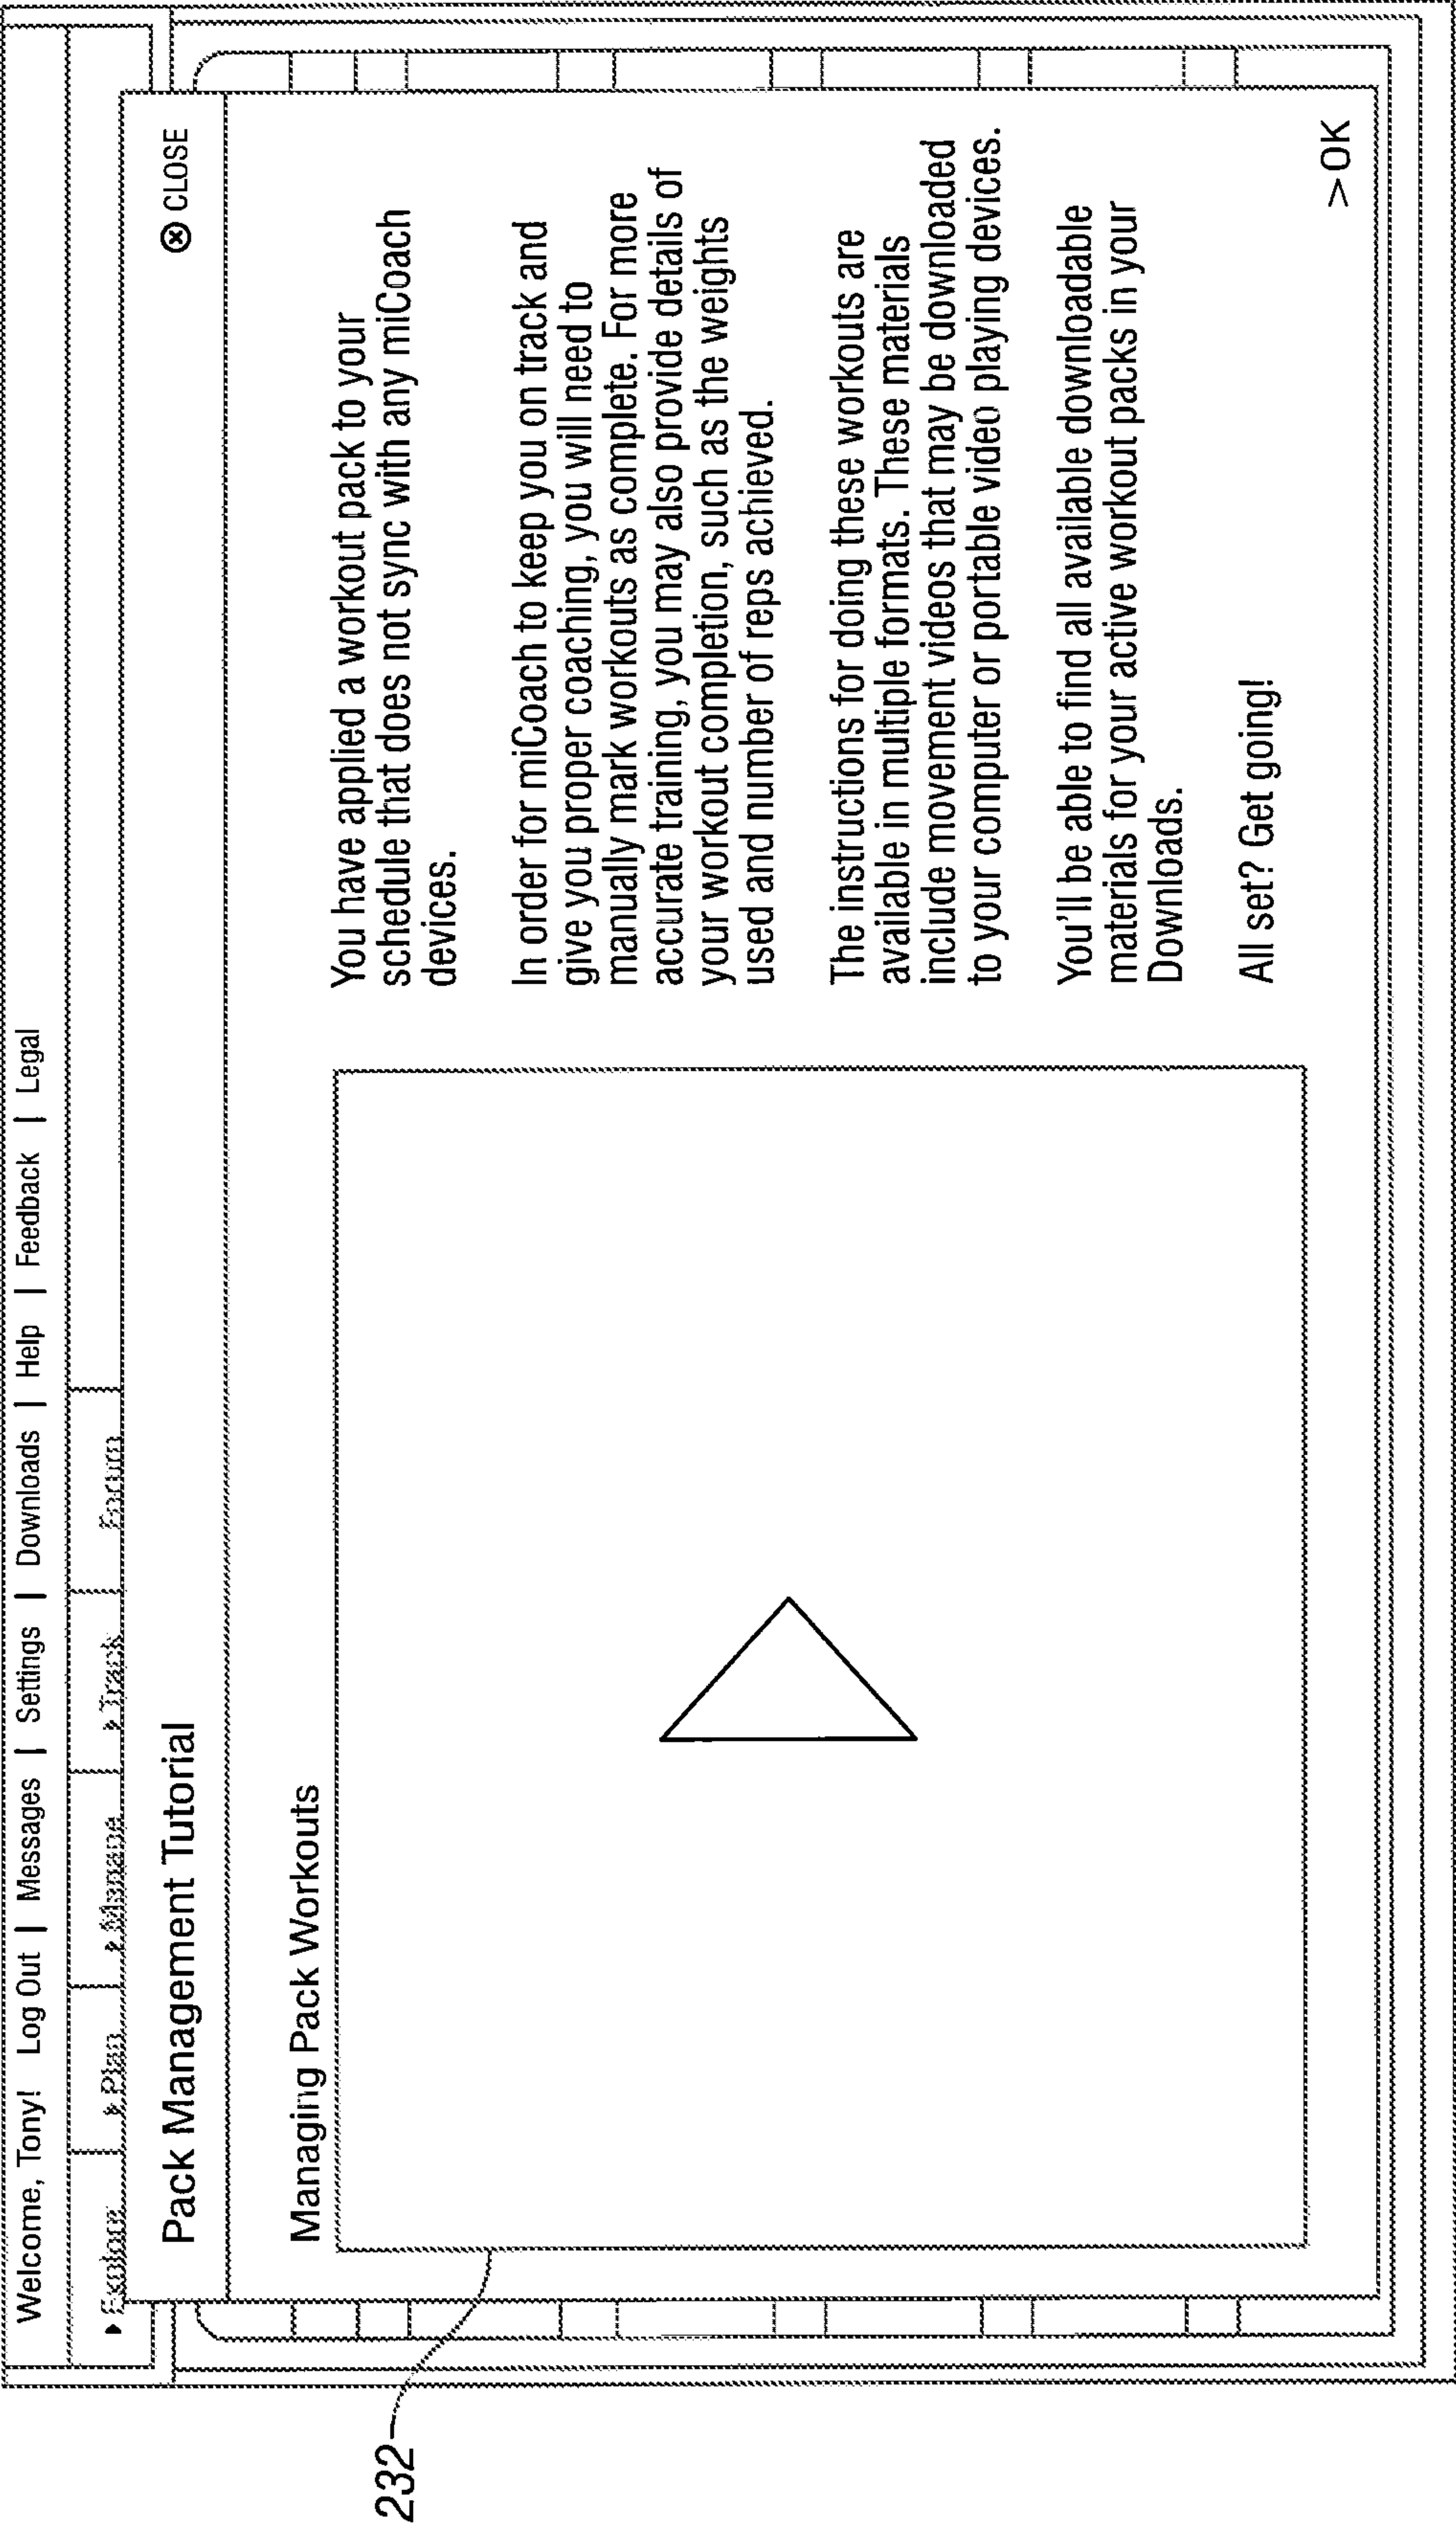 Welcome, Tony! Log Out | Messages | Settings | Downloads | Help | Feedback | Legal
Explore Plan Manage Track Forum
Pack Management Tutorial
⊗ CLOSE
Managing Pack Workouts
You have applied a workout pack to your
schedule that does not sync with any miCoach
devices.
In order for miCoach to keep you on track and
give you proper coaching, you will need to
manually mark workouts as complete. For more
accurate training, you may also provide details of
your workout completion, such as the weights
used and number of reps achieved.
The instructions for doing these workouts are
available in multiple formats. These materials
include movement videos that may be downloaded
to your computer or portable video playing devices.
You'll be able to find all available downloadable
materials for your active workout packs in your
Downloads.
All set? Get going!
>OK
232